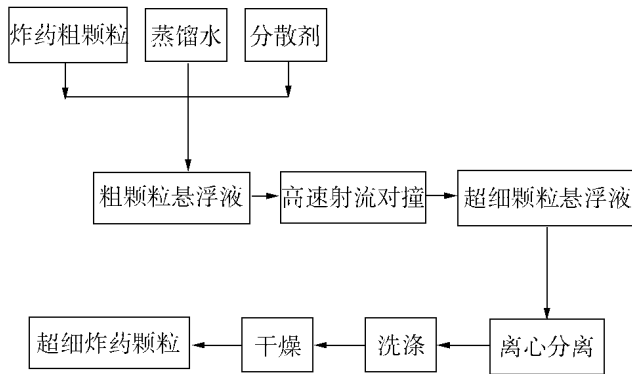 炸药粗颗粒
蒸馏水
分散剂
粗颗粒悬浮液
高速射流对撞
超细颗粒悬浮液
超细炸药颗粒
干燥
洗涤
离心分离